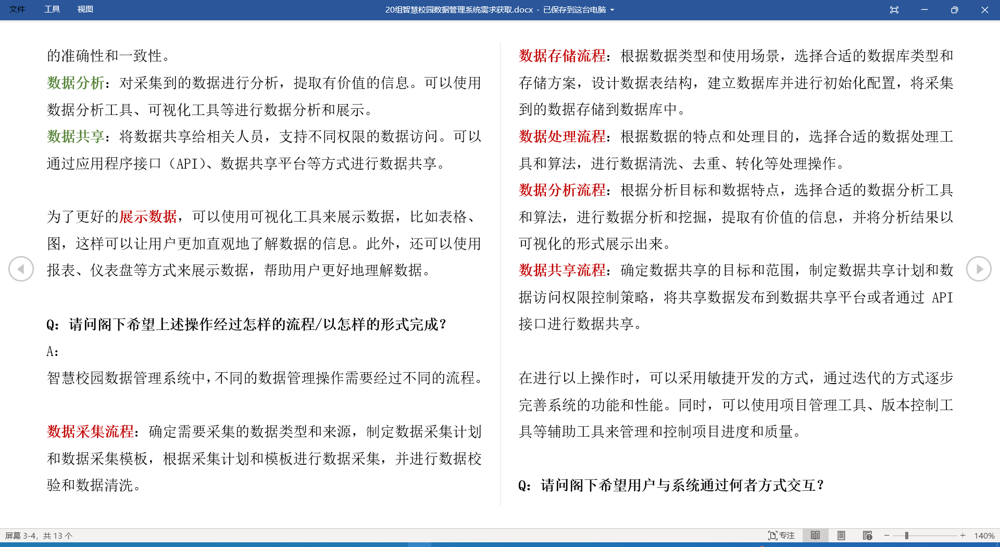 文件 工具 视图 20组智慧校园数据管理系统需求获取.docx - 已保存到这台电脑
的准确性和一致性。
数据分析：对采集到的数据进行分析，提取有价值的信息。可以使用
数据分析工具、可视化工具等进行数据分析和展示。
数据共享：将数据共享给相关人员，支持不同权限的数据访问。可以
通过应用程序接口（API）、数据共享平台等方式进行数据共享。
为了更好的展示数据，可以使用可视化工具来展示数据，比如表格、
图，这样可以让用户更加直观地了解数据的信息。此外，还可以使用
报表、仪表盘等方式来展示数据，帮助用户更好地理解数据。
Q：请问阁下希望上述操作经过怎样的流程/以怎样的形式完成？
A：
智慧校园数据管理系统中，不同的数据管理操作需要经过不同的流程。
数据采集流程：确定需要采集的数据类型和来源，制定数据采集计划
和数据采集模板，根据采集计划和模板进行数据采集，并进行数据校
验和数据清洗。
数据存储流程：根据数据类型和使用场景，选择合适的数据库类型和
存储方案，设计数据表结构，建立数据库并进行初始化配置，将采集
到的数据存储到数据库中。
数据处理流程：根据数据的特点和处理目的，选择合适的数据处理工
具和算法，进行数据清洗、去重、转化等处理操作。
数据分析流程：根据分析目标和数据特点，选择合适的数据分析工具
和算法，进行数据分析和挖掘，提取有价值的信息，并将分析结果以
可视化的形式展示出来。
数据共享流程：确定数据共享的目标和范围，制定数据共享计划和数
据访问权限控制策略，将共享数据发布到数据共享平台或者通过 API
接口进行数据共享。
在进行以上操作时，可以采用敏捷开发的方式，通过迭代的方式逐步
完善系统的功能和性能。同时，可以使用项目管理工具、版本控制工
具等辅助工具来管理和控制项目进度和质量。
Q：请问阁下希望用户与系统通过何者方式交互？
屏幕 3-4，共 13 个 专注 140%